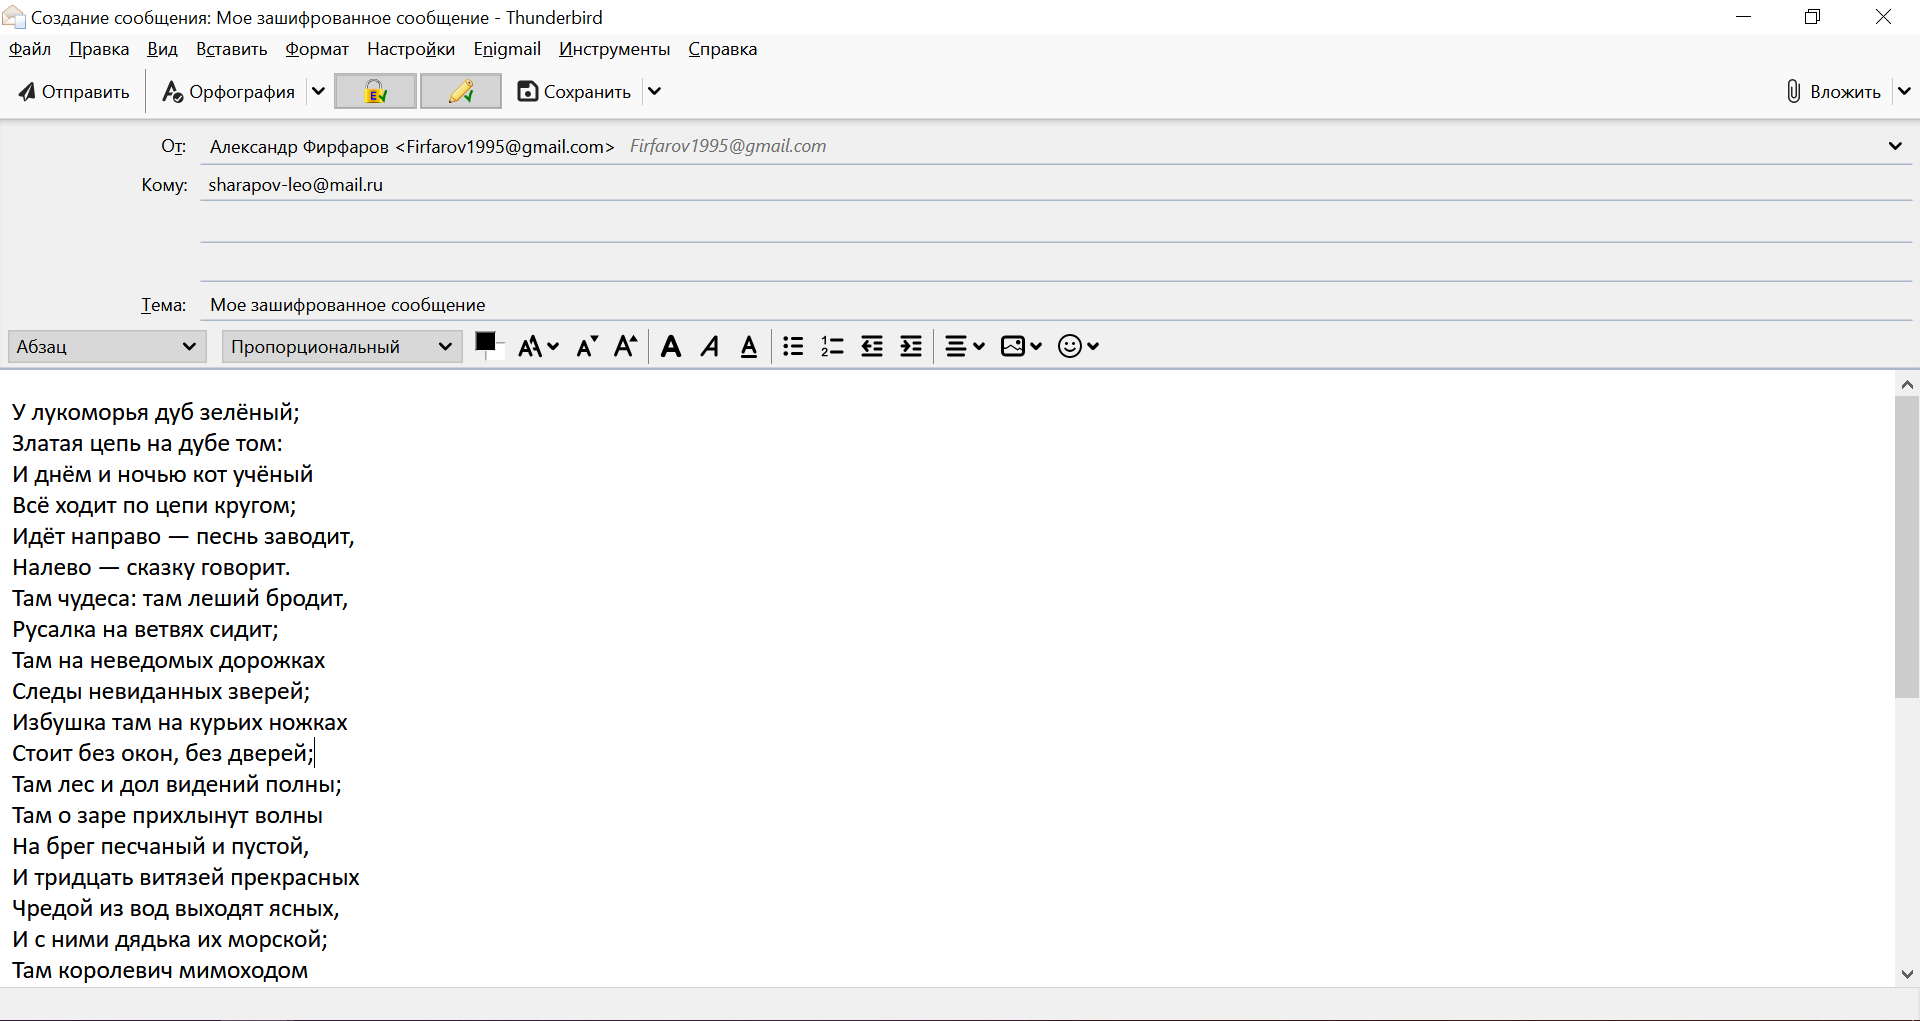 Создание сообщения: Мое зашифрованное сообщение - Thunderbird
Файл Правка Вид Вставить Формат Настройки Enigmail Инструменты Справка
Отправить Орфография Сохранить Вложить
От: Александр Фирфаров <Firfarov1995@gmail.com> Firfarov1995@gmail.com
Кому: sharapov-leo@mail.ru
Тема: Мое зашифрованное сообщение
Абзац Пропорциональный
У лукоморья дуб зелёный;
Златая цепь на дубе том:
И днём и ночью кот учёный
Всё ходит по цепи кругом;
Идёт направо — песнь заводит,
Налево — сказку говорит.
Там чудеса: там леший бродит,
Русалка на ветвях сидит;
Там на неведомых дорожках
Следы невиданных зверей;
Избушка там на курьих ножках
Стоит без окон, без дверей;
Там лес и дол видений полны;
Там о заре прихлынут волны
На брег песчаный и пустой,
И тридцать витязей прекрасных
Чредой из вод выходят ясных,
И с ними дядька их морской;
Там королевич мимоходом